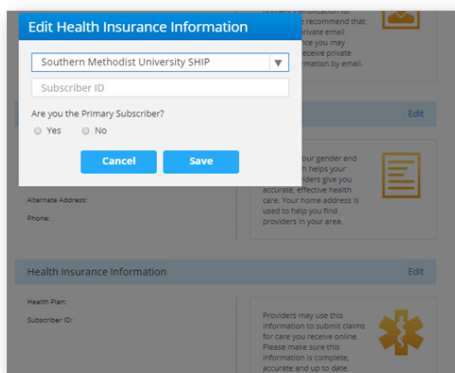 Edit Health Insurance Information
Southern Methodist University SHIP
Subscriber ID
Are you the Primary Subscriber?
Yes No
Cancel Save
recommend that
private email
nce you may
receive private
rmation by email.
Edit
our gender and
helps your
iders give you
accurate, effective health
care. Your home address is
used to help you find
providers in your area.
Alternate Address:
Phone:
Health Insurance Information Edit
Health Plan:
Subscriber ID:
Providers may use this
information to submit claims
for care you receive online.
Please make sure this
information is complete,
accurate and up to date.